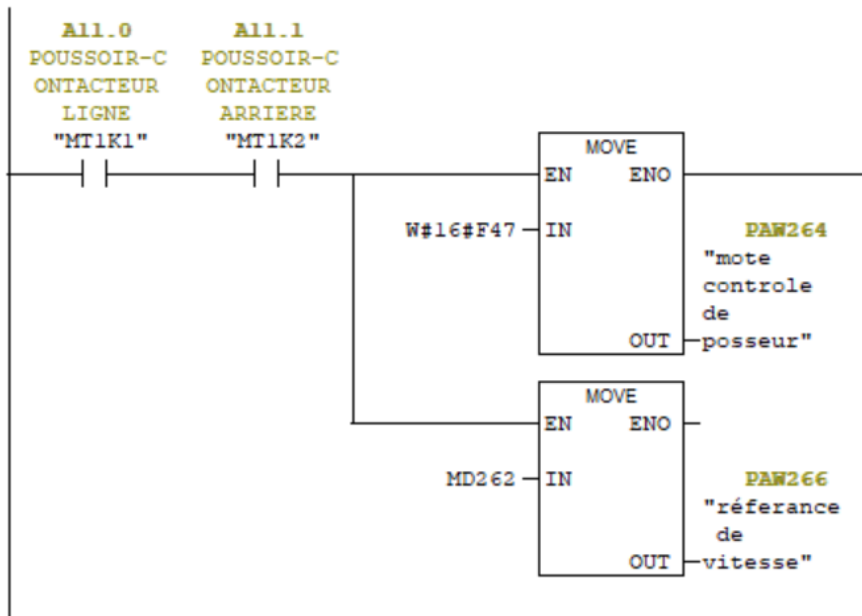 A11.0
POUSSOIR-C
ONTACTEUR
LIGNE
"MT1K1"
A11.1
POUSSOIR-C
ONTACTEUR
ARRIERE
"MT1K2"
MOVE
EN ENO
W#16#F47 IN
PAW264
"mote
controle
de
OUT posseur"
MOVE
EN ENO
MD262 IN
PAW266
"réferance
de
OUT vitesse"